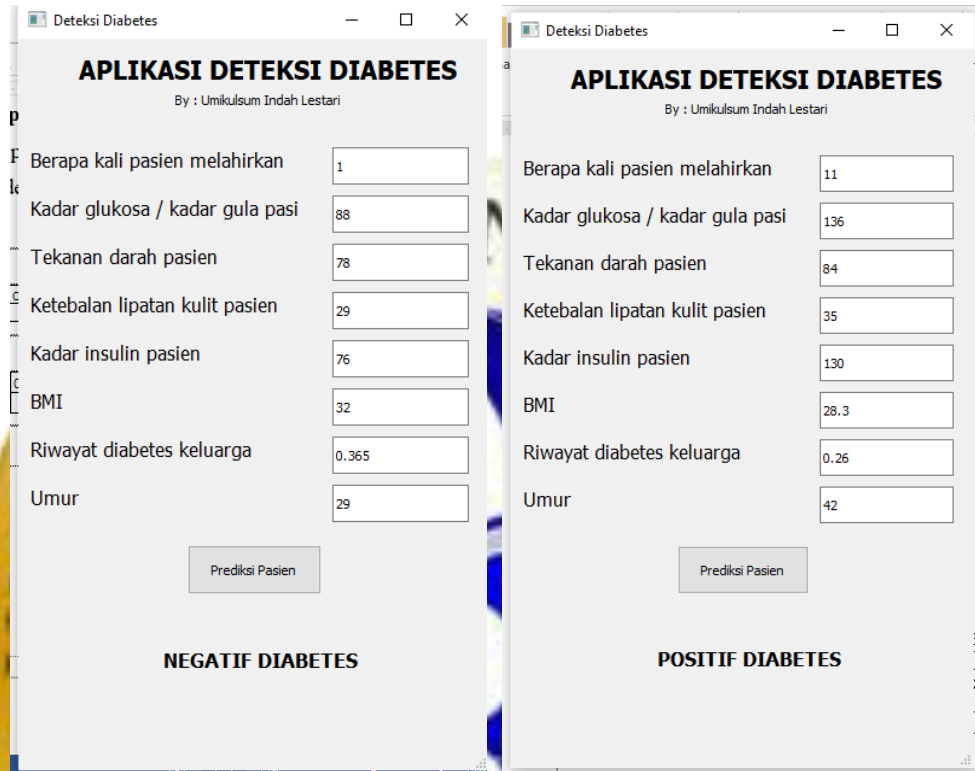 Deteksi Diabetes
APLIKASI DETEKSI DIABETES
By : Umikulsum Indah Lestari
Berapa kali pasien melahirkan 1
Kadar glukosa / kadar gula pasi 88
Tekanan darah pasien 78
Ketebalan lipatan kulit pasien 29
Kadar insulin pasien 76
BMI 32
Riwayat diabetes keluarga 0.365
Umur 29
Prediksi Pasien
NEGATIF DIABETES
Deteksi Diabetes
APLIKASI DETEKSI DIABETES
By : Umikulsum Indah Lestari
Berapa kali pasien melahirkan 11
Kadar glukosa / kadar gula pasi 136
Tekanan darah pasien 84
Ketebalan lipatan kulit pasien 35
Kadar insulin pasien 130
BMI 28.3
Riwayat diabetes keluarga 0.26
Umur 42
Prediksi Pasien
POSITIF DIABETES